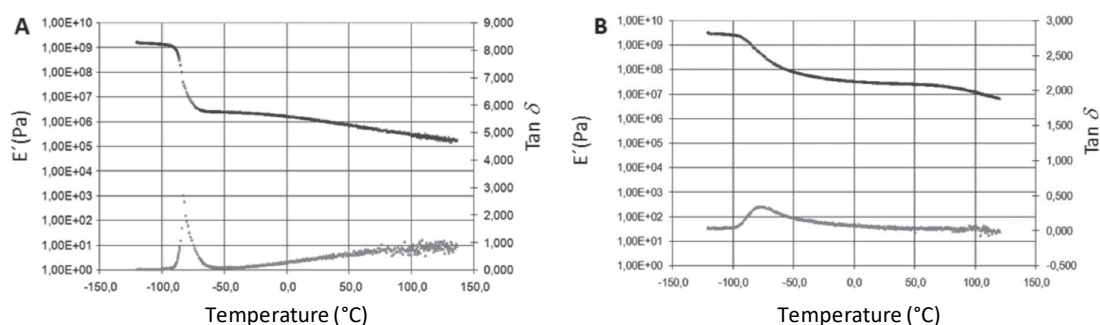 A
1,00E+10
1,00E+09
1,00E+08
1,00E+07
1,00E+06
1,00E+05
1,00E+04
1,00E+03
1,00E+02
1,00E+01
1,00E+00
E´(Pa)
9,000
8,000
7,000
6,000
5,000
4,000
3,000
2,000
1,000
0,000
Tan δ
-150,0 -100,0 -50,0 0,0 50,0 100,0 150,0
Temperature (°C)
B
1,00E+10
1,00E+09
1,00E+08
1,00E+07
1,00E+06
1,00E+05
1,00E+04
1,00E+03
1,00E+02
1,00E+01
1,00E+00
E´(Pa)
3,000
2,500
2,000
1,500
1,000
0,500
0,000
-0,500
Tan δ
-150,0 -100,0 -50,0 0,0 50,0 100,0 150,0
Temperature (°C)